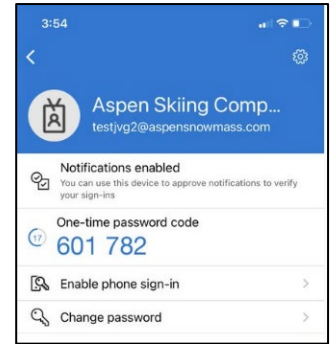 3:54
Aspen Skiing Comp...
testjvg2@aspensnowmass.com
Notifications enabled
You can use this device to approve notifications to verify
your sign-ins
One-time password code
17
601 782
Enable phone sign-in
Change password